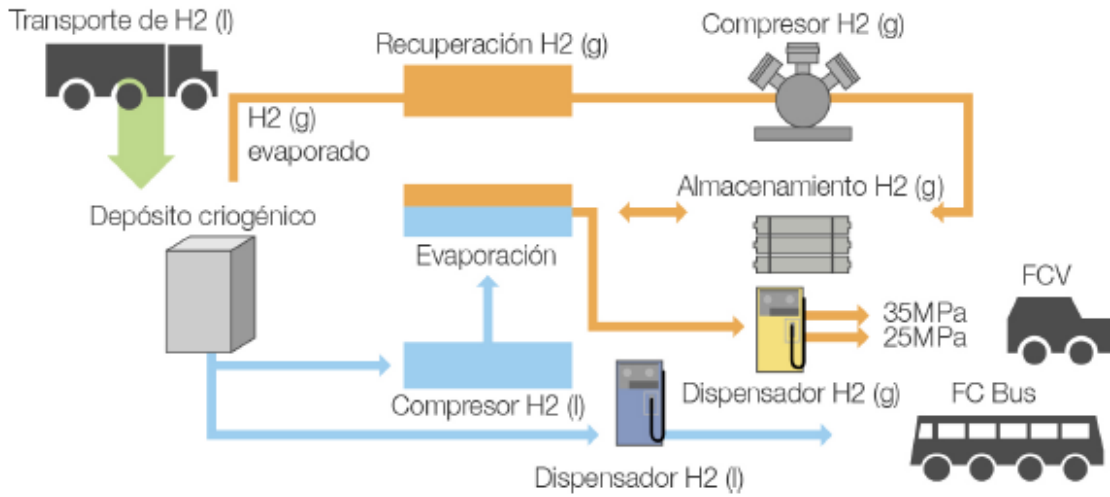 Transporte de H2 (l)
Recuperación H2 (g)
Compresor H2 (g)
H2 (g)
evaporado
Depósito criogénico
Almacenamiento H2 (g)
Evaporación
FCV
35MPa
25MPa
Compresor H2 (l)
Dispensador H2 (g)
FC Bus
Dispensador H2 (l)